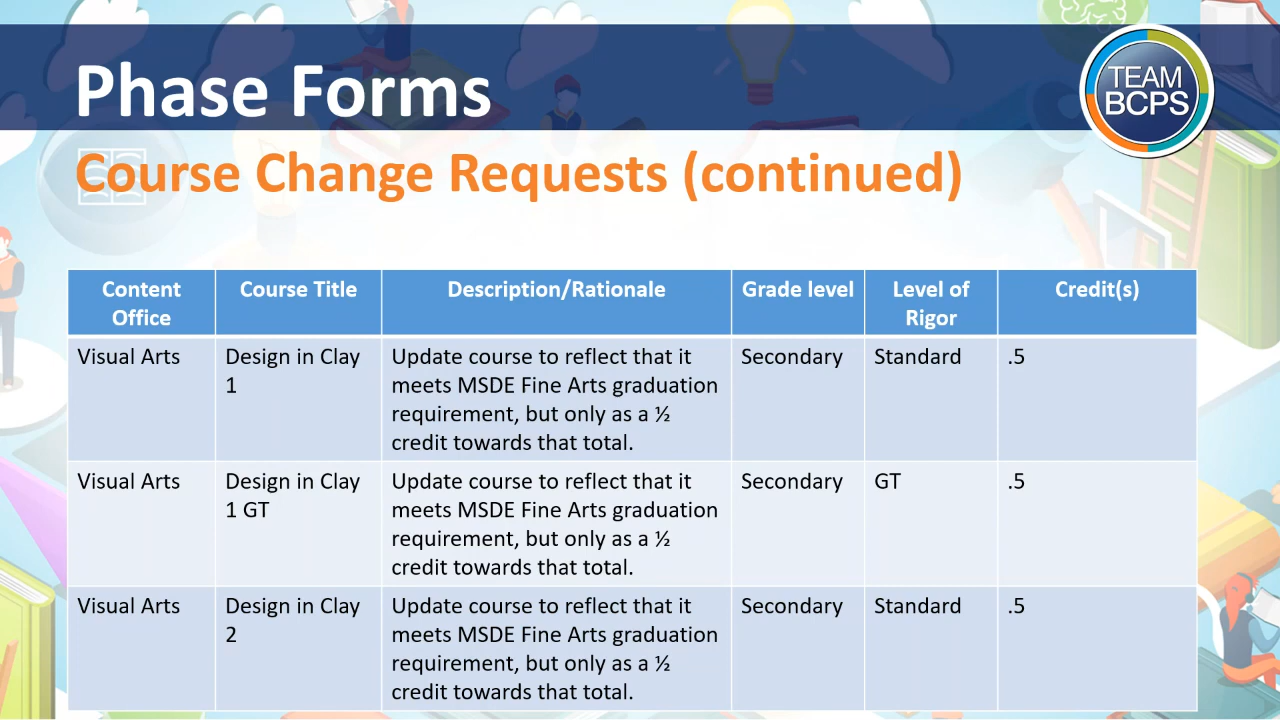 Phase Forms
TEAM
BCPS
Course Change Requests (continued)
Content Office | Course Title | Description/Rationale | Grade level | Level of Rigor | Credit(s)
Visual Arts | Design in Clay 1 | Update course to reflect that it meets MSDE Fine Arts graduation requirement, but only as a ½ credit towards that total. | Secondary | Standard | .5
Visual Arts | Design in Clay 1 GT | Update course to reflect that it meets MSDE Fine Arts graduation requirement, but only as a ½ credit towards that total. | Secondary | GT | .5
Visual Arts | Design in Clay 2 | Update course to reflect that it meets MSDE Fine Arts graduation requirement, but only as a ½ credit towards that total. | Secondary | Standard | .5